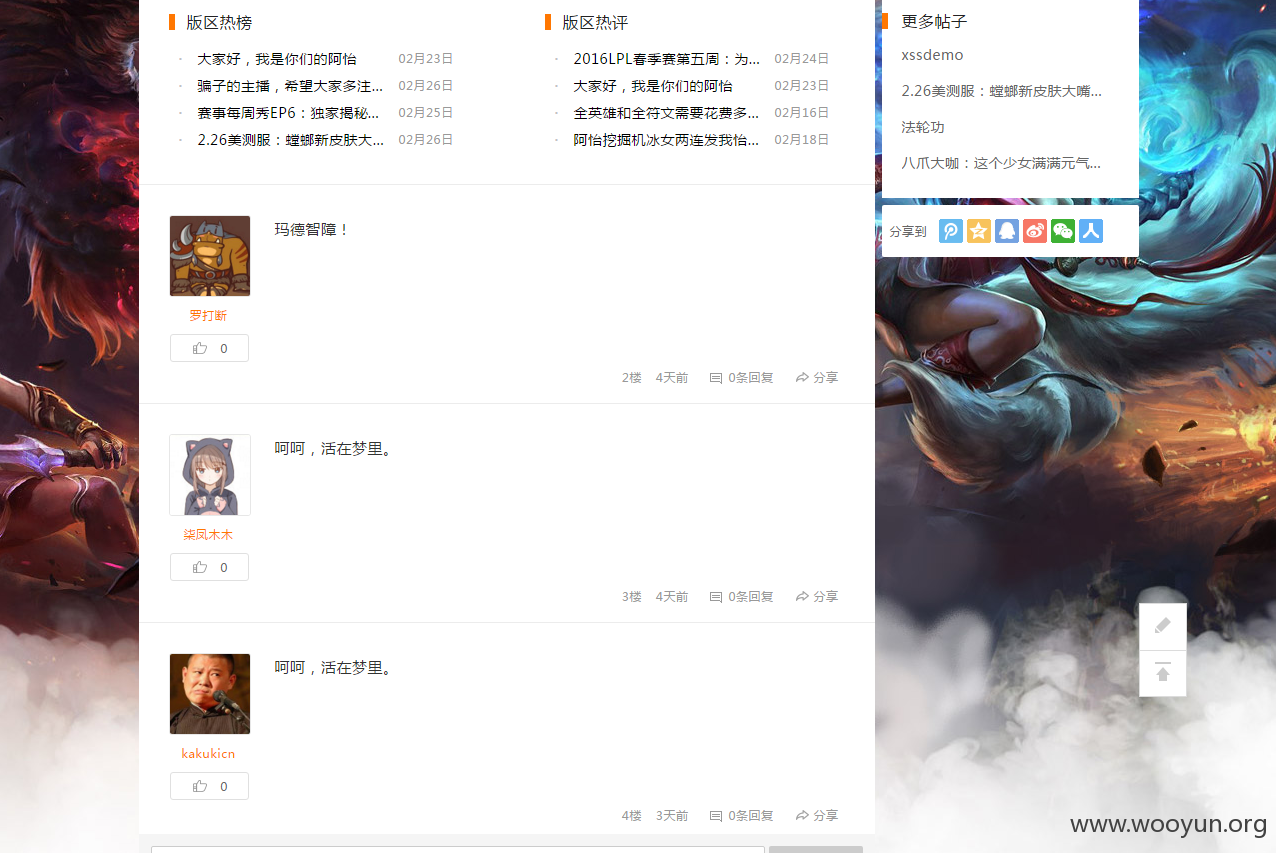 版区热榜
大家好，我是你们的阿怡 02月23日
骗子的主播，希望大家多注... 02月26日
赛事每周秀EP6：独家揭秘... 02月25日
2.26美测服：螳螂新皮肤大... 02月26日
版区热评
2016LPL春季赛第五周：为... 02月24日
大家好，我是你们的阿怡 02月23日
全英雄和全符文需要花费多... 02月16日
阿怡挖掘机冰女两连发我怡... 02月18日
更多帖子
xssdemo
2.26美测服：螳螂新皮肤大嘴...
法轮功
八爪大咖：这个少女满满元气...
分享到
玛德智障！
罗打断
0
2楼 4天前 0条回复 分享
呵呵，活在梦里。
柒凤木木
0
3楼 4天前 0条回复 分享
呵呵，活在梦里。
kakukicn
0
4楼 3天前 0条回复 分享
www.wooyun.org